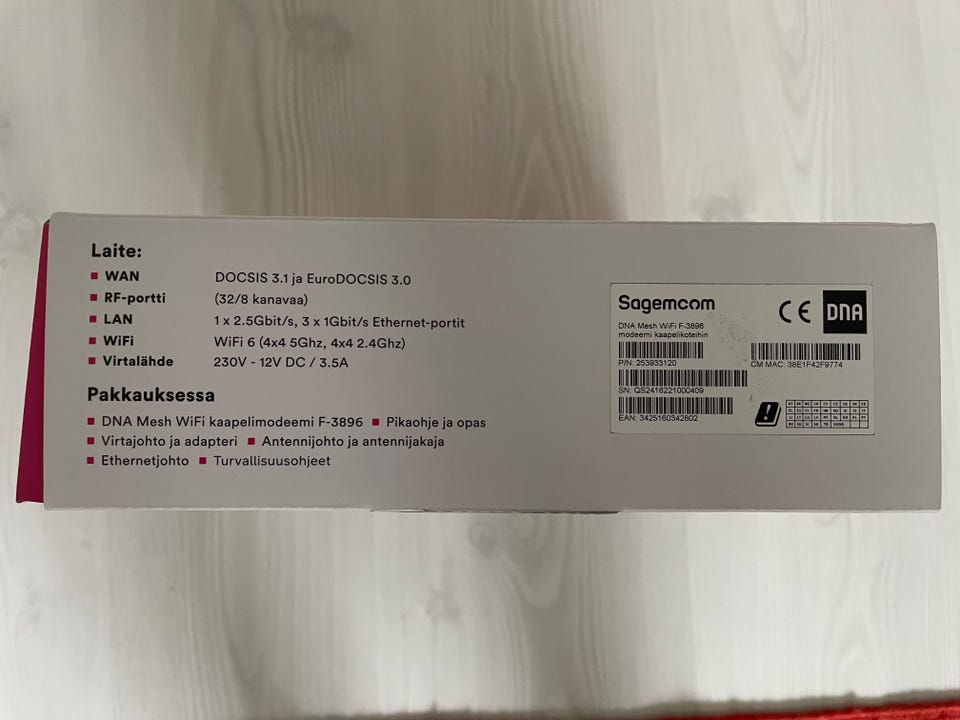 Laite:
WAN DOCSIS 3.1 ja EuroDOCSIS 3.0
RF-portti (32/8 kanavaa)
LAN 1 x 2.5Gbit/s, 3 x 1Gbit/s Ethernet-portit
WiFi WiFi 6 (4x4 5Ghz, 4x4 2.4Ghz)
Virtalähde 230V - 12V DC / 3.5A
Pakkauksessa
DNA Mesh WiFi kaapelimodeemi F-3896 Pikaohje ja opas
Virtajohto ja adapteri Antennijohto ja antennijakaja
Ethernetjohto Turvallisuusohjeet
Sagemcom
CE DNA
DNA Mesh WiFi F-3896
modeemi kaapelikoteihin
P/N: 253933120
CM MAC: 38E1F42F9774
SN: QS2416221000409
EAN: 3425160342802